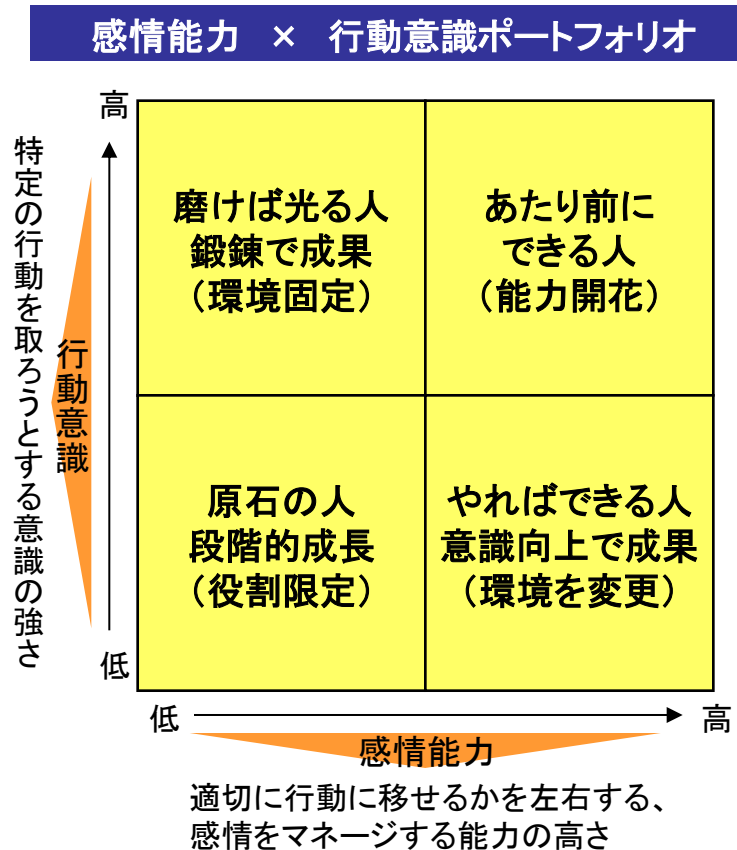 感情能力 × 行動意識ポートフォリオ
高
特定の行動を取ろうとする意識の強さ
行動意識
磨けば光る人
鍛錬で成果
（環境固定）
あたり前に
できる人
（能力開花）
原石の人
段階的成長
（役割限定）
やればできる人
意識向上で成果
（環境を変更）
低
低
高
感情能力
適切に行動に移せるかを左右する、
感情をマネージする能力の高さ